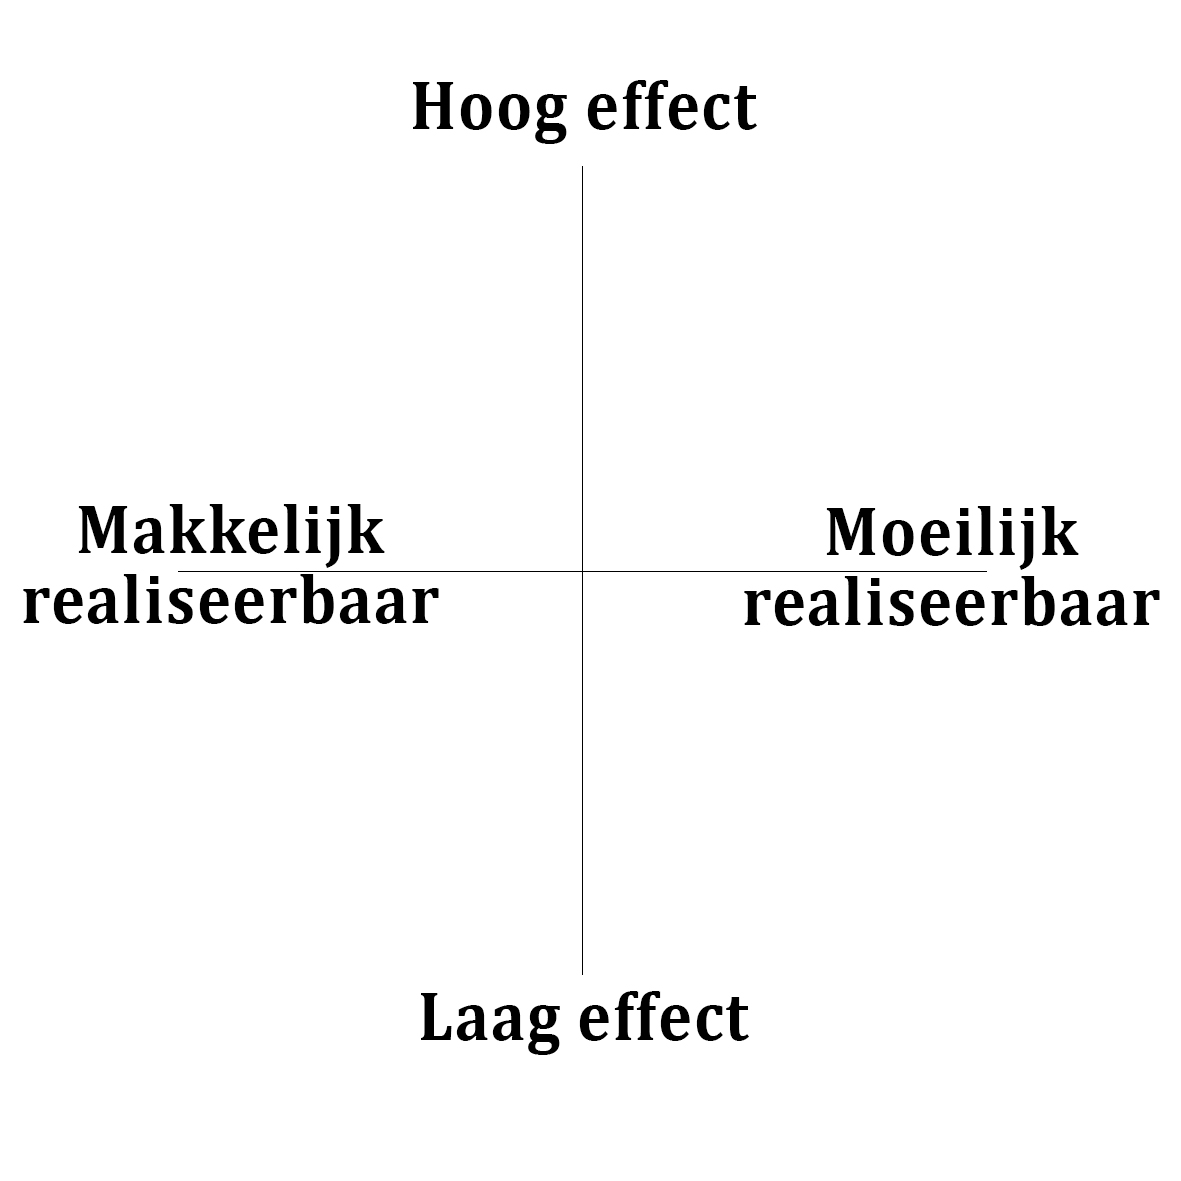 Hoog effect
Makkelijk
realiseerbaar
Moeilijk
realiseerbaar
Laag effect